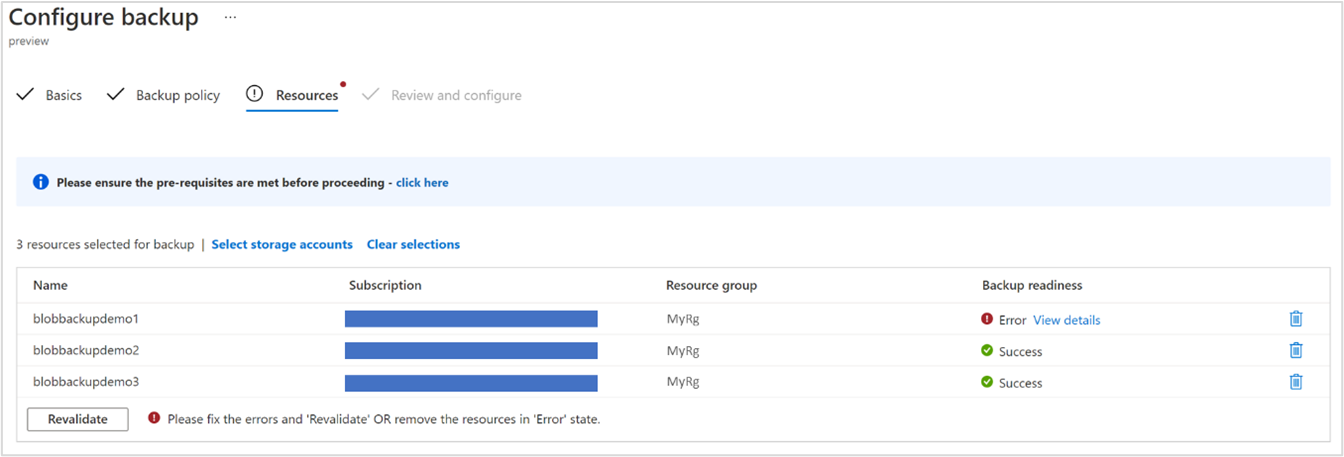 Configure backup ...
preview
Basics Backup policy Resources Review and configure
Please ensure the pre-requisites are met before proceeding - click here
3 resources selected for backup | Select storage accounts Clear selections
Name Subscription Resource group Backup readiness
blobbackupdemo1 MyRg Error View details
blobbackupdemo2 MyRg Success
blobbackupdemo3 MyRg Success
Revalidate Please fix the errors and 'Revalidate' OR remove the resources in 'Error' state.